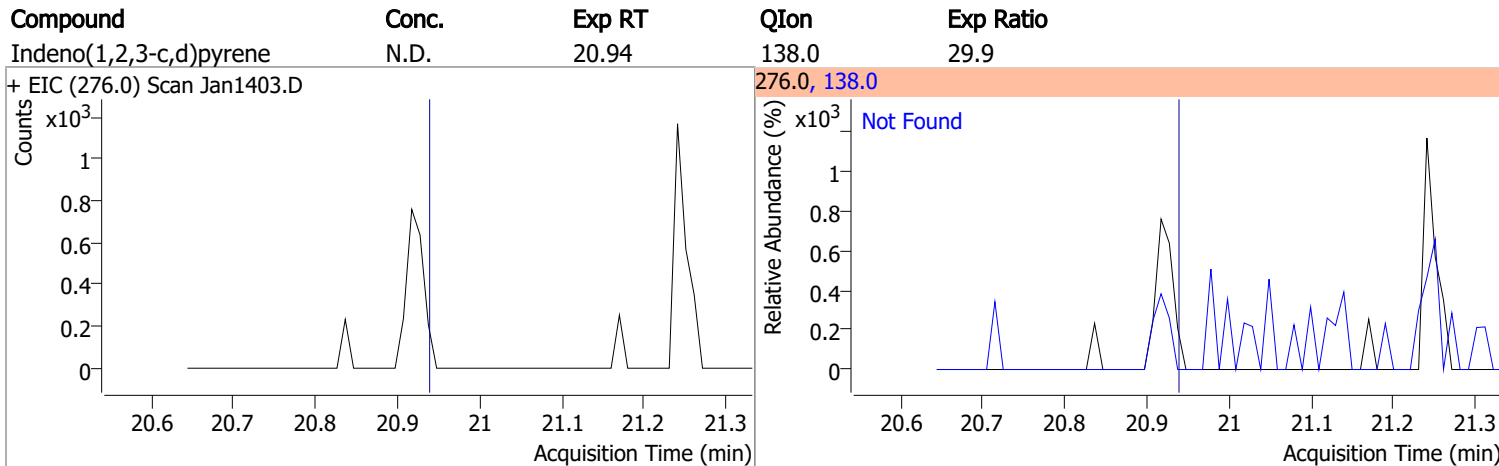 Compound Conc. Exp RT QIon Exp Ratio
Indeno(1,2,3-c,d)pyrene N.D. 20.94 138.0 29.9
+ EIC (276.0) Scan Jan1403.D
Counts
x10³
1
0.8
0.6
0.4
0.2
0
20.6 20.7 20.8 20.9 21 21.1 21.2 21.3
Acquisition Time (min)
276.0, 138.0
Relative Abundance (%)
x10³
Not Found
1
0.8
0.6
0.4
0.2
0
20.6 20.7 20.8 20.9 21 21.1 21.2 21.3
Acquisition Time (min)